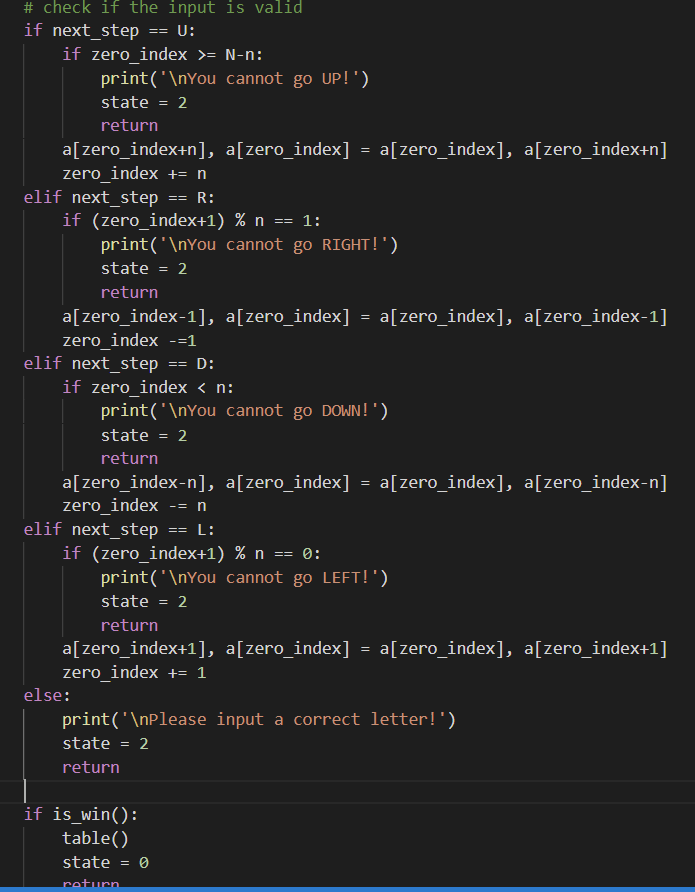 # check if the input is valid
if next_step == U:
    if zero_index >= N-n:
        print('\nYou cannot go UP!')
        state = 2
        return
    a[zero_index+n], a[zero_index] = a[zero_index], a[zero_index+n]
    zero_index += n
elif next_step == R:
    if (zero_index+1) % n == 1:
        print('\nYou cannot go RIGHT!')
        state = 2
        return
    a[zero_index-1], a[zero_index] = a[zero_index], a[zero_index-1]
    zero_index -=1
elif next_step == D:
    if zero_index < n:
        print('\nYou cannot go DOWN!')
        state = 2
        return
    a[zero_index-n], a[zero_index] = a[zero_index], a[zero_index-n]
    zero_index -= n
elif next_step == L:
    if (zero_index+1) % n == 0:
        print('\nYou cannot go LEFT!')
        state = 2
        return
    a[zero_index+1], a[zero_index] = a[zero_index], a[zero_index+1]
    zero_index += 1
else:
    print('\nPlease input a correct letter!')
    state = 2
    return

if is_win():
    table()
    state = 0
    return